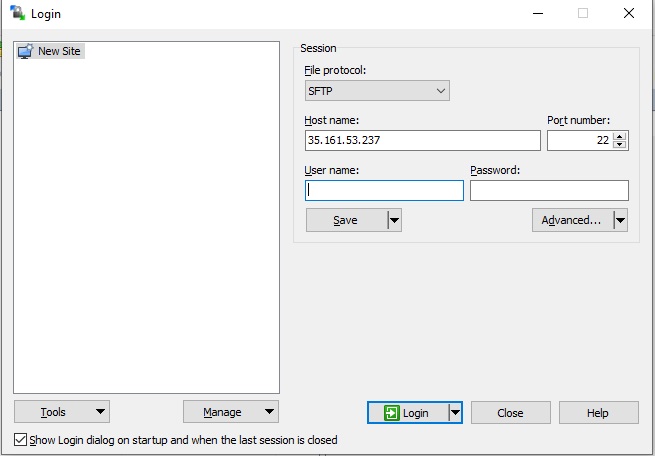 Login
New Site
Session
File protocol:
SFTP
Host name:
Port number:
35.161.53.237
22
User name:
Password:
Save
Advanced...
Tools
Manage
Login
Close
Help
Show Login dialog on startup and when the last session is closed